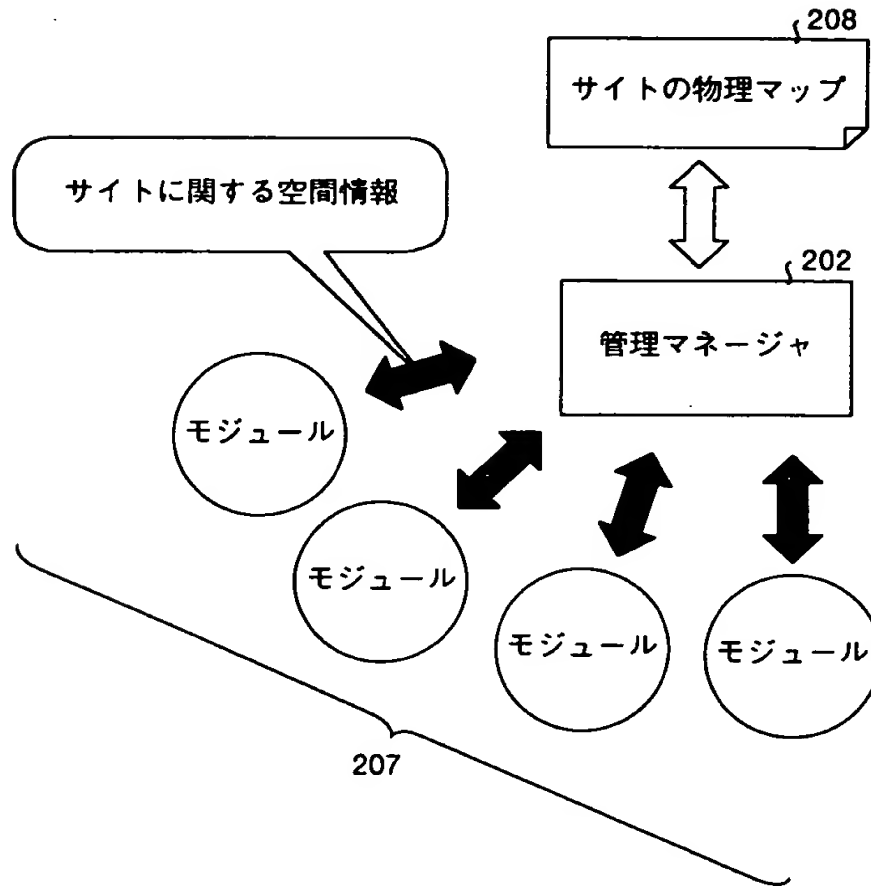 208
サイトの物理マップ
サイトに関する空間情報
202
管理マネージャ
モジュール
モジュール
モジュール
モジュール
207